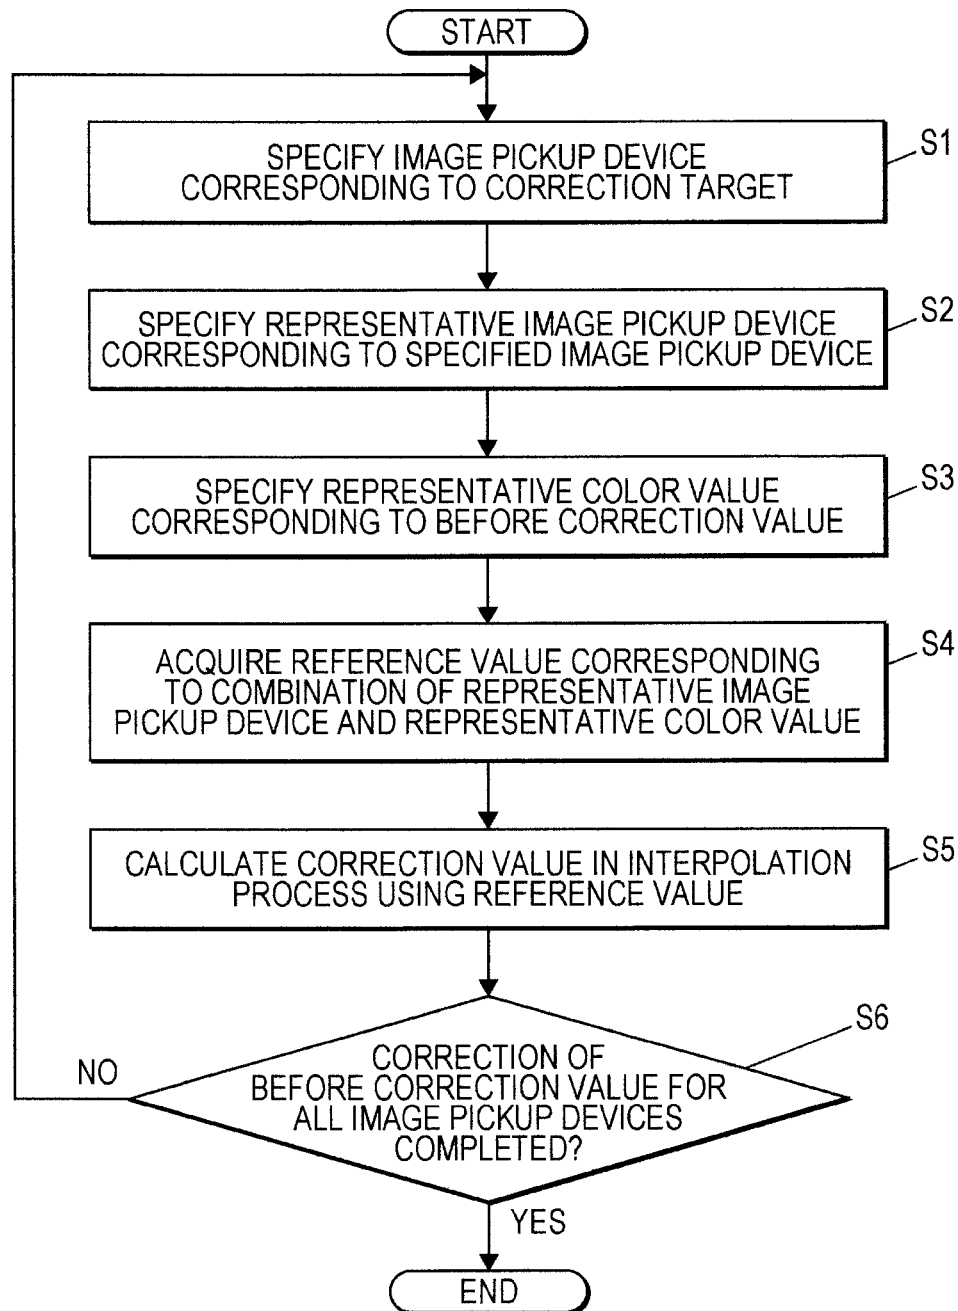 START
SPECIFY IMAGE PICKUP DEVICE
CORRESPONDING TO CORRECTION TARGET
S1
SPECIFY REPRESENTATIVE IMAGE PICKUP DEVICE
CORRESPONDING TO SPECIFIED IMAGE PICKUP DEVICE
S2
SPECIFY REPRESENTATIVE COLOR VALUE
CORRESPONDING TO BEFORE CORRECTION VALUE
S3
ACQUIRE REFERENCE VALUE CORRESPONDING
TO COMBINATION OF REPRESENTATIVE IMAGE
PICKUP DEVICE AND REPRESENTATIVE COLOR VALUE
S4
CALCULATE CORRECTION VALUE IN INTERPOLATION
PROCESS USING REFERENCE VALUE
S5
CORRECTION OF
BEFORE CORRECTION VALUE FOR
ALL IMAGE PICKUP DEVICES
COMPLETED?
S6
NO
YES
END